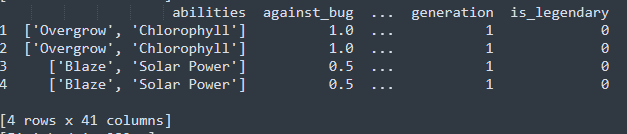 abilities against_bug ... generation is_legendary
1 ['Overgrow', 'Chlorophyll'] 1.0 ... 1 0
2 ['Overgrow', 'Chlorophyll'] 1.0 ... 1 0
3 ['Blaze', 'Solar Power'] 0.5 ... 1 0
4 ['Blaze', 'Solar Power'] 0.5 ... 1 0
[4 rows x 41 columns]